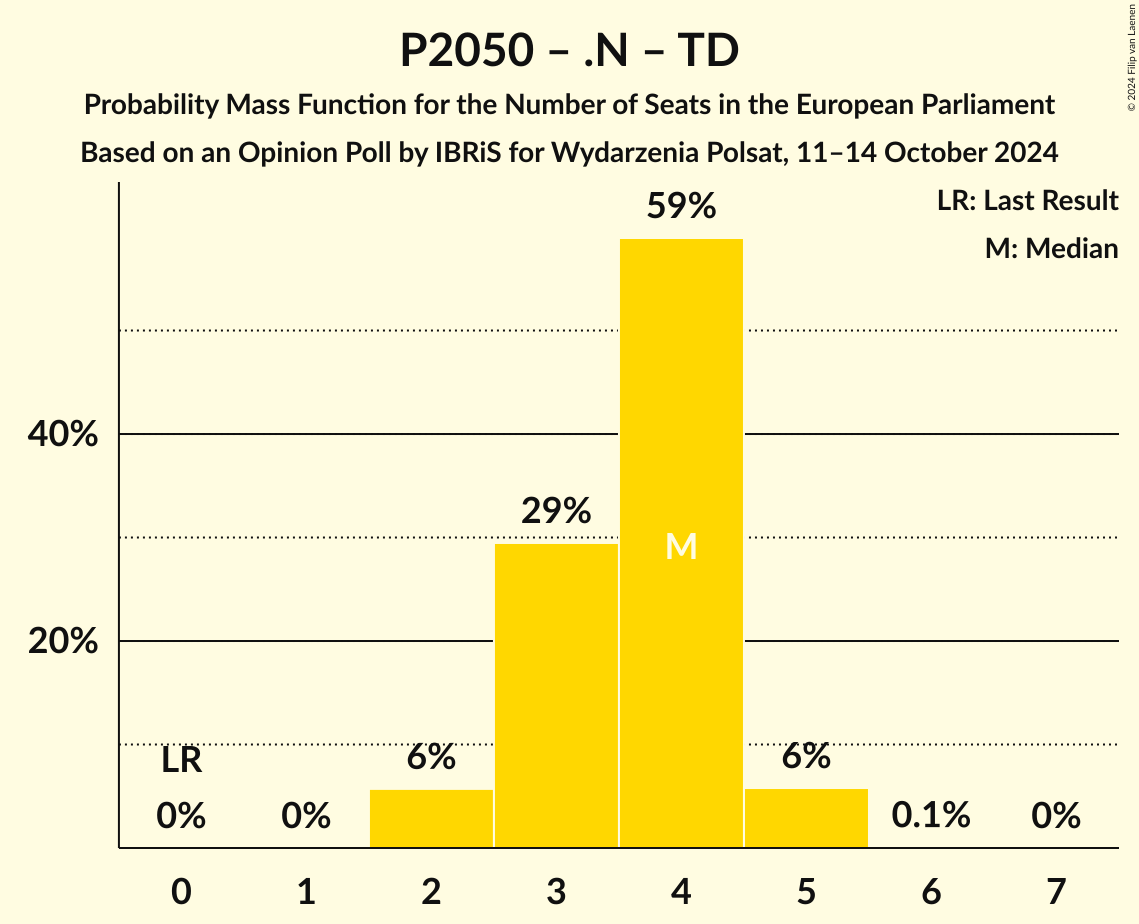 P2050 – .N – TD
Probability Mass Function for the Number of Seats in the European Parliament
Based on an Opinion Poll by IBRiS for Wydarzenia Polsat, 11–14 October 2024
© 2024 Filip van Laenen
LR: Last Result
M: Median
59%
40%
29%
M
20%
LR
6%
6%
0%
0%
0.1%
0%
0 1 2 3 4 5 6 7